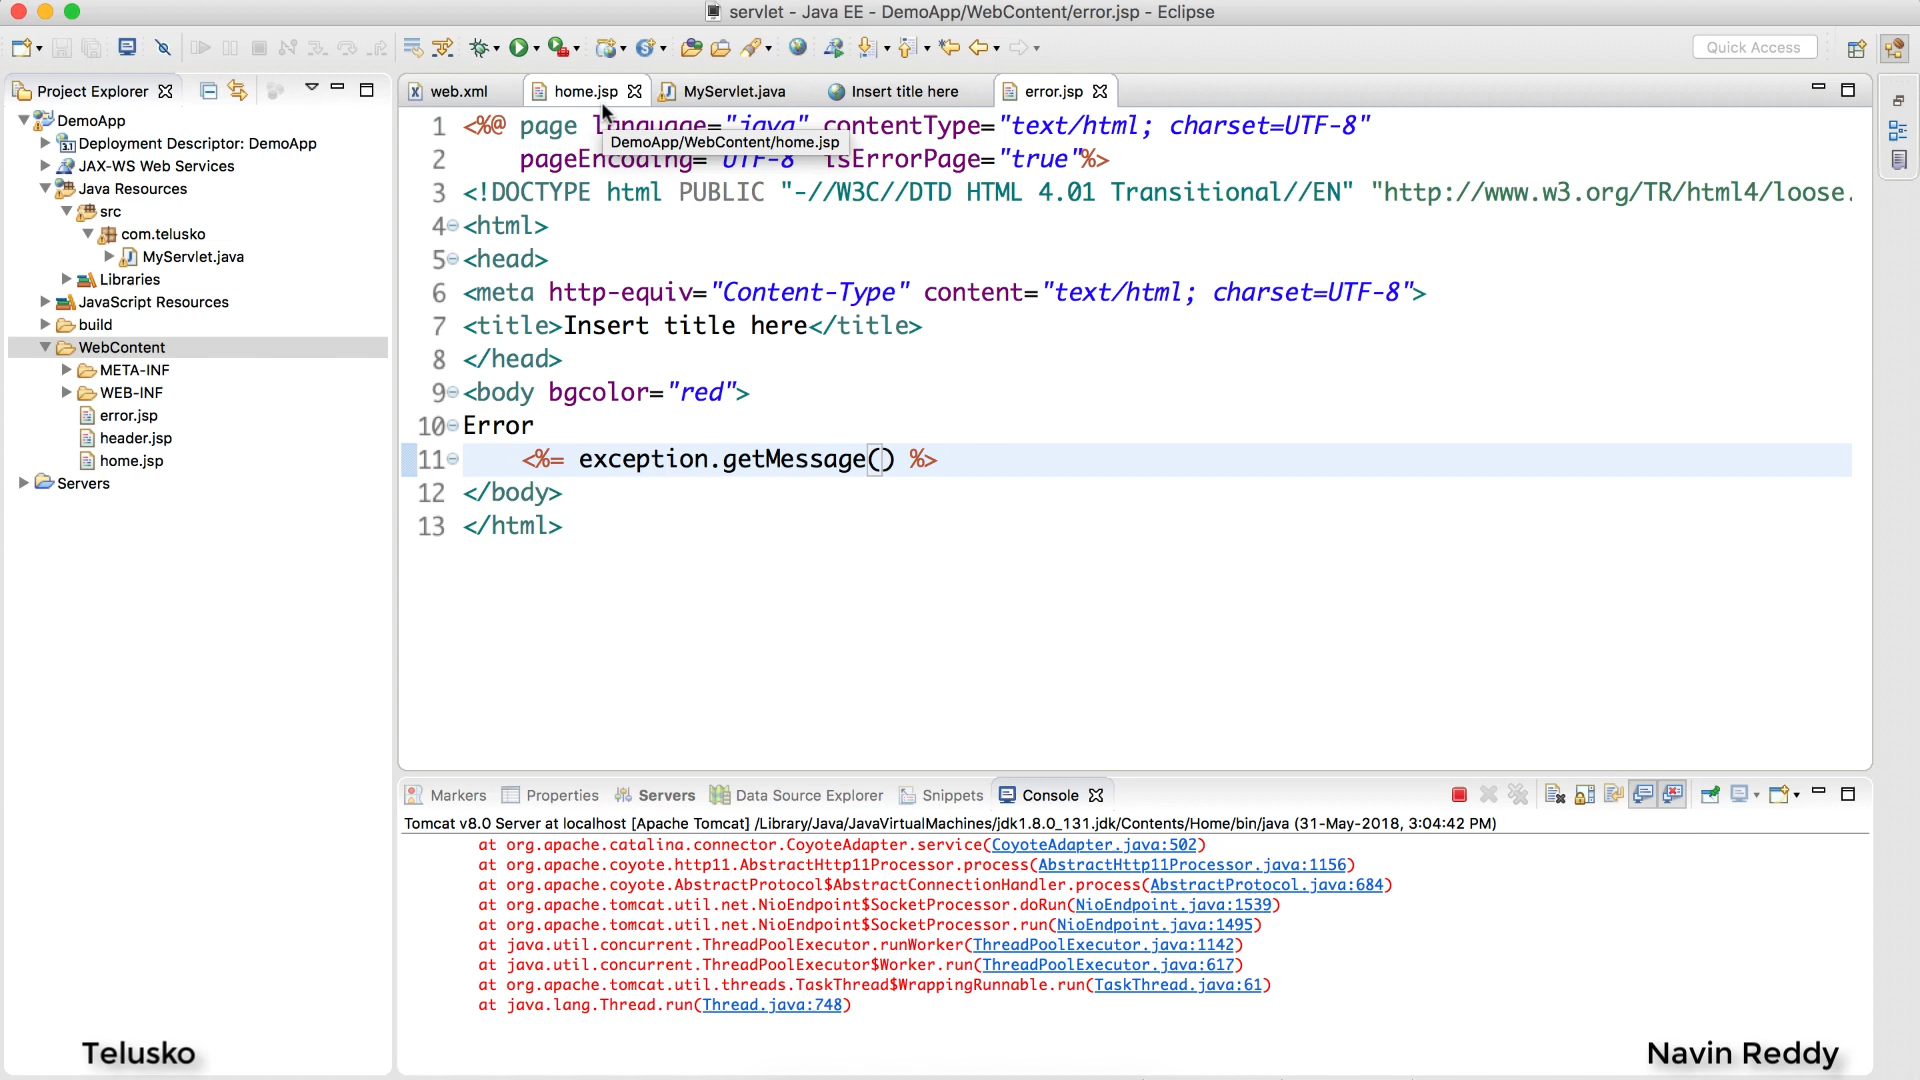 servlet - Java EE - DemoApp/WebContent/error.jsp - Eclipse
Quick Access
Project Explorer
DemoApp
Deployment Descriptor: DemoApp
JAX-WS Web Services
Java Resources
src
com.telusko
MyServlet.java
Libraries
JavaScript Resources
build
WebContent
META-INF
WEB-INF
error.jsp
header.jsp
home.jsp
Servers
web.xml
home.jsp
MyServlet.java
Insert title here
error.jsp
1 <%@ page language="java" contentType="text/html; charset=UTF-8"
DemoApp/WebContent/home.jsp
2 pageEncoding="UTF-8" isErrorPage="true"%>
3 <!DOCTYPE html PUBLIC "-//W3C//DTD HTML 4.01 Transitional//EN" "http://www.w3.org/TR/html4/loose.
4 <html>
5 <head>
6 <meta http-equiv="Content-Type" content="text/html; charset=UTF-8">
7 <title>Insert title here</title>
8 </head>
9 <body bgcolor="red">
10 Error
11 <%= exception.getMessage() %>
12 </body>
13 </html>
Markers
Properties
Servers
Data Source Explorer
Snippets
Console
Tomcat v8.0 Server at localhost [Apache Tomcat] /Library/Java/JavaVirtualMachines/jdk1.8.0_131.jdk/Contents/Home/bin/java (31-May-2018, 3:04:42 PM)
at org.apache.catalina.connector.CoyoteAdapter.service(CoyoteAdapter.java:502)
at org.apache.coyote.http11.AbstractHttp11Processor.process(AbstractHttp11Processor.java:1156)
at org.apache.coyote.AbstractProtocol$AbstractConnectionHandler.process(AbstractProtocol.java:684)
at org.apache.tomcat.util.net.NioEndpoint$SocketProcessor.doRun(NioEndpoint.java:1539)
at org.apache.tomcat.util.net.NioEndpoint$SocketProcessor.run(NioEndpoint.java:1495)
at java.util.concurrent.ThreadPoolExecutor.runWorker(ThreadPoolExecutor.java:1142)
at java.util.concurrent.ThreadPoolExecutor$Worker.run(ThreadPoolExecutor.java:617)
at org.apache.tomcat.util.threads.TaskThread$WrappingRunnable.run(TaskThread.java:61)
at java.lang.Thread.run(Thread.java:748)
Telusko
Navin Reddy